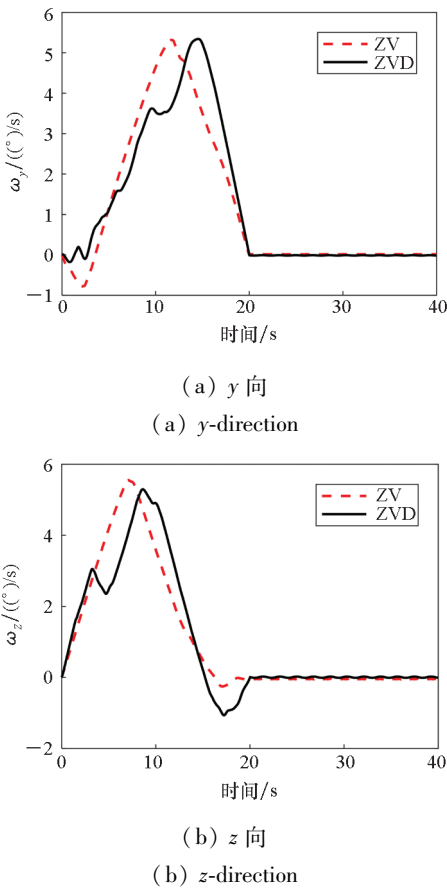 6
5
4
3
2
1
0
−1
ω_y/((°)/s)
ZV
ZVD
0 10 20 30 40
时间/s
(a) y 向
(a) y-direction
6
4
2
0
−2
ω_z/((°)/s)
ZV
ZVD
0 10 20 30 40
时间/s
(b) z 向
(b) z-direction